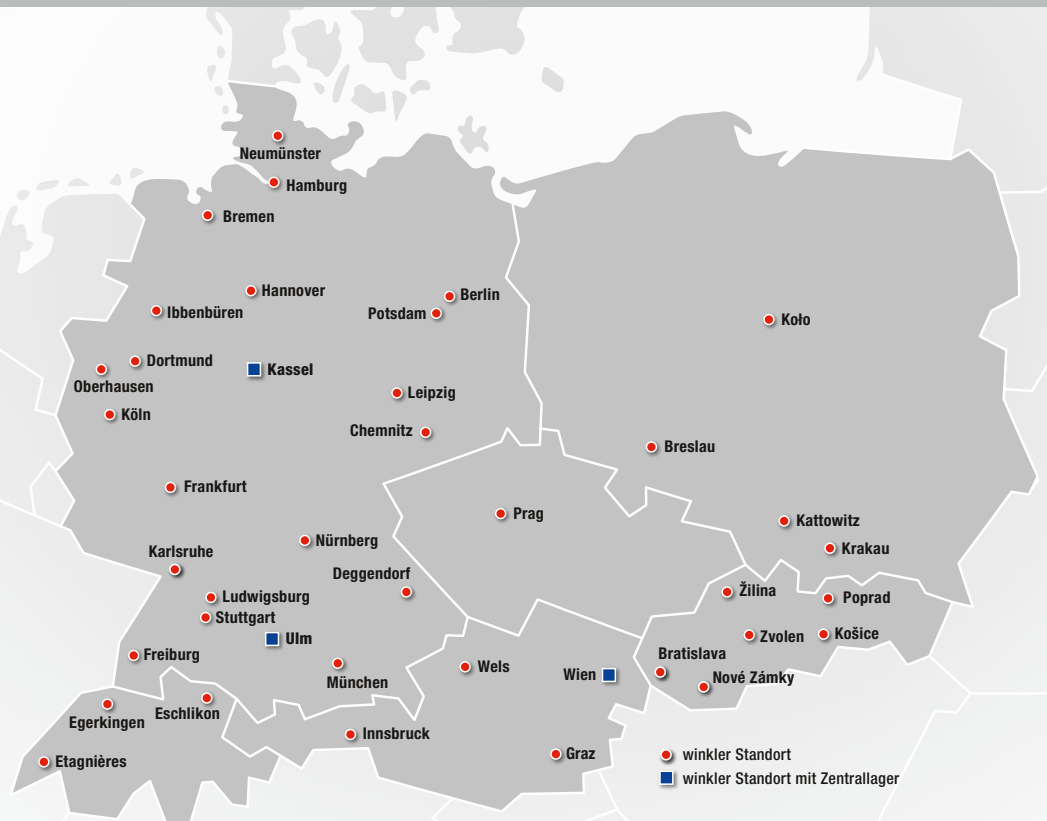 Neumünster
Hamburg
Bremen
Hannover
Berlin
Ibbenbüren
Potsdam
Koło
Dortmund
Kassel
Oberhausen
Leipzig
Köln
Chemnitz
Breslau
Frankfurt
Prag
Kattowitz
Nürnberg
Krakau
Karlsruhe
Deggendorf
Žilina
Poprad
Ludwigsburg
Stuttgart
Ulm
Zvolen
Košice
Freiburg
Bratislava
München
Wels
Wien
Nové Zámky
Eschlikon
Egerkingen
Innsbruck
Graz
Etagnières
winkler Standort
winkler Standort mit Zentrallager